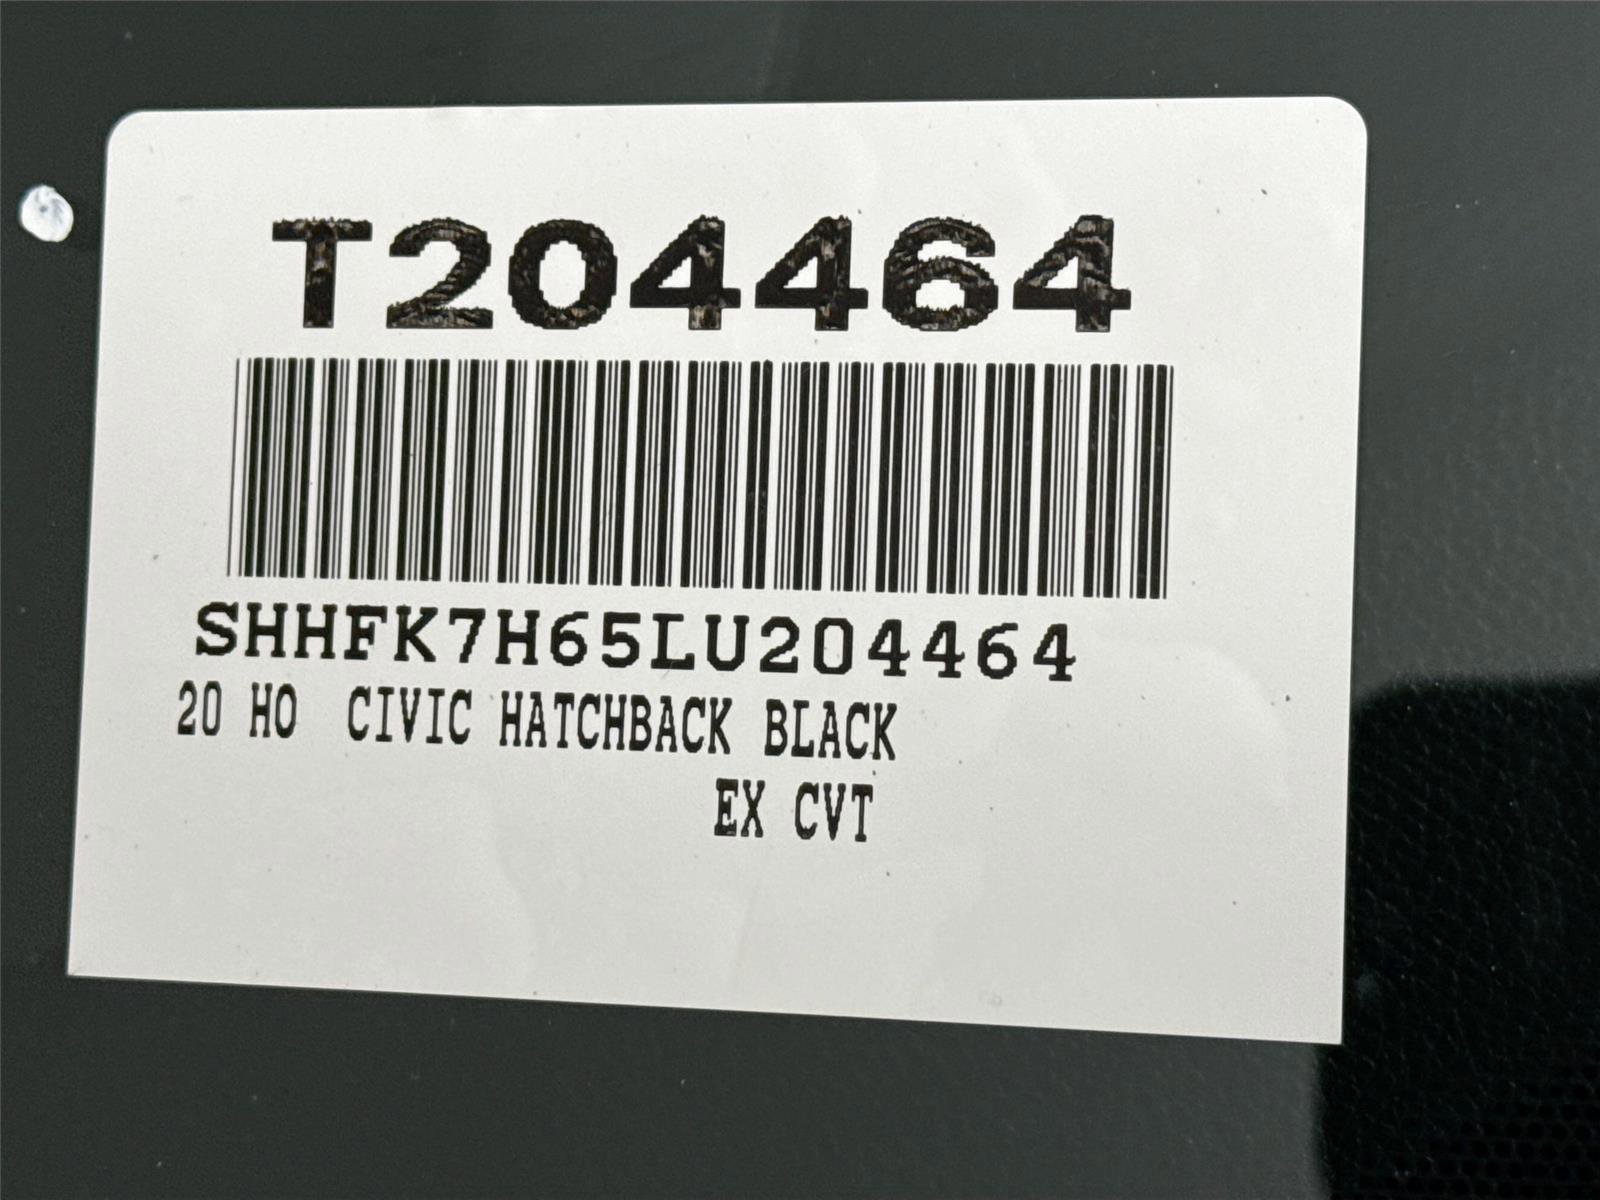 T204464
SHHFK7H65LU204464
20 HO CIVIC HATCHBACK BLACK
EX CVT